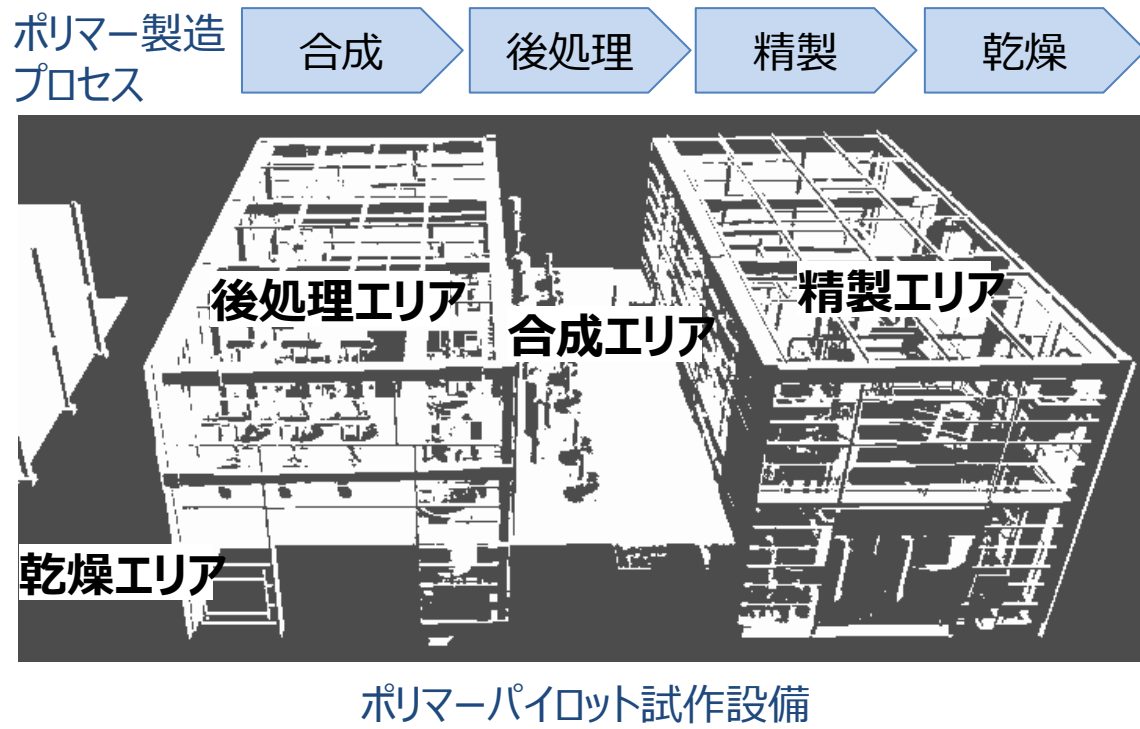 ポリマー製造
プロセス
合成
後処理
精製
乾燥
後処理エリア
合成エリア
精製エリア
乾燥エリア
ポリマーパイロット試作設備